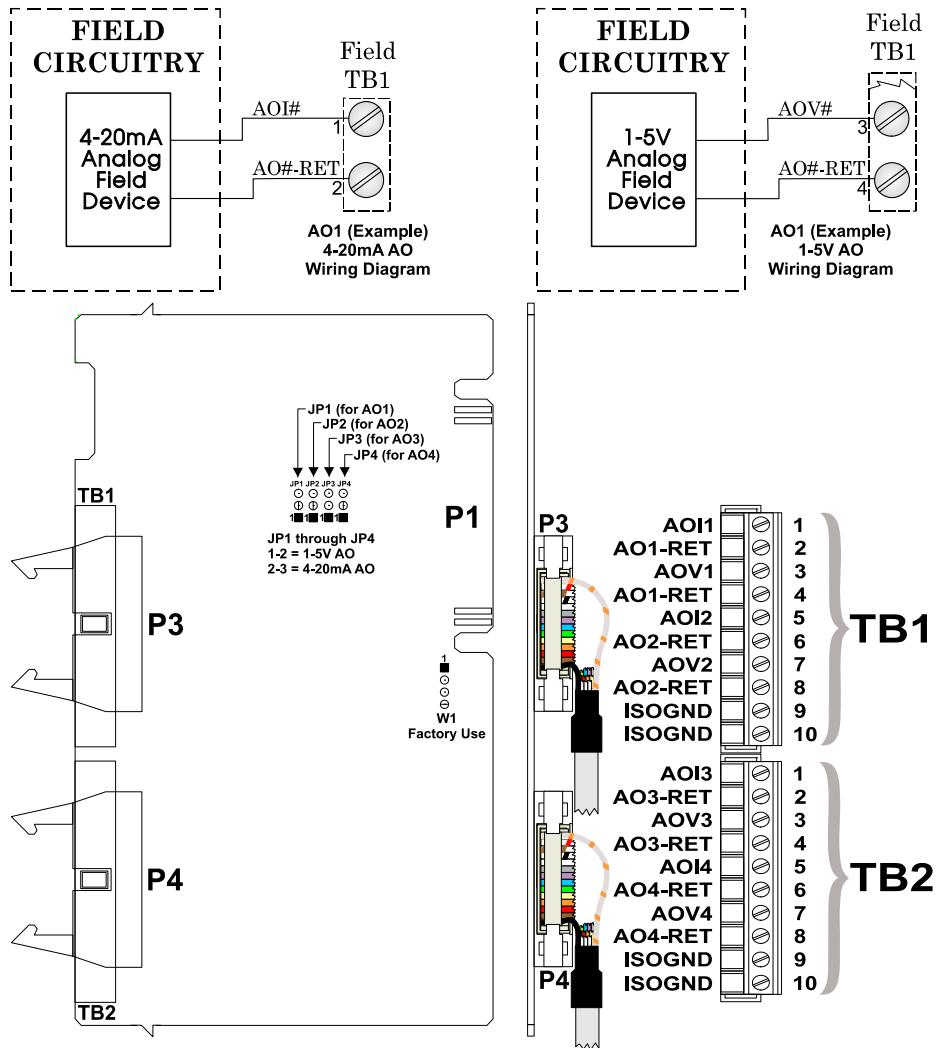 FIELD
CIRCUITRY
4-20mA
Analog
Field
Device
AOI#
AO#-RET
Field
TB1
1
2
AO1 (Example)
4-20mA AO
Wiring Diagram
FIELD
CIRCUITRY
1-5V
Analog
Field
Device
AOV#
AO#-RET
Field
TB1
3
4
AO1 (Example)
1-5V AO
Wiring Diagram
JP1 (for AO1)
JP2 (for AO2)
JP3 (for AO3)
JP4 (for AO4)
JP1 JP2 JP3 JP4
1 1 1 1
JP1 through JP4
1-2 = 1-5V AO
2-3 = 4-20mA AO
TB1
P3
P1
1
W1
Factory Use
P4
TB2
P3
P4
AOI1 1
AO1-RET 2
AOV1 3
AO1-RET 4
AOI2 5
AO2-RET 6
AOV2 7
AO2-RET 8
ISOGND 9
ISOGND 10
TB1
AOI3 1
AO3-RET 2
AOV3 3
AO3-RET 4
AOI4 5
AO4-RET 6
AOV4 7
AO4-RET 8
ISOGND 9
ISOGND 10
TB2